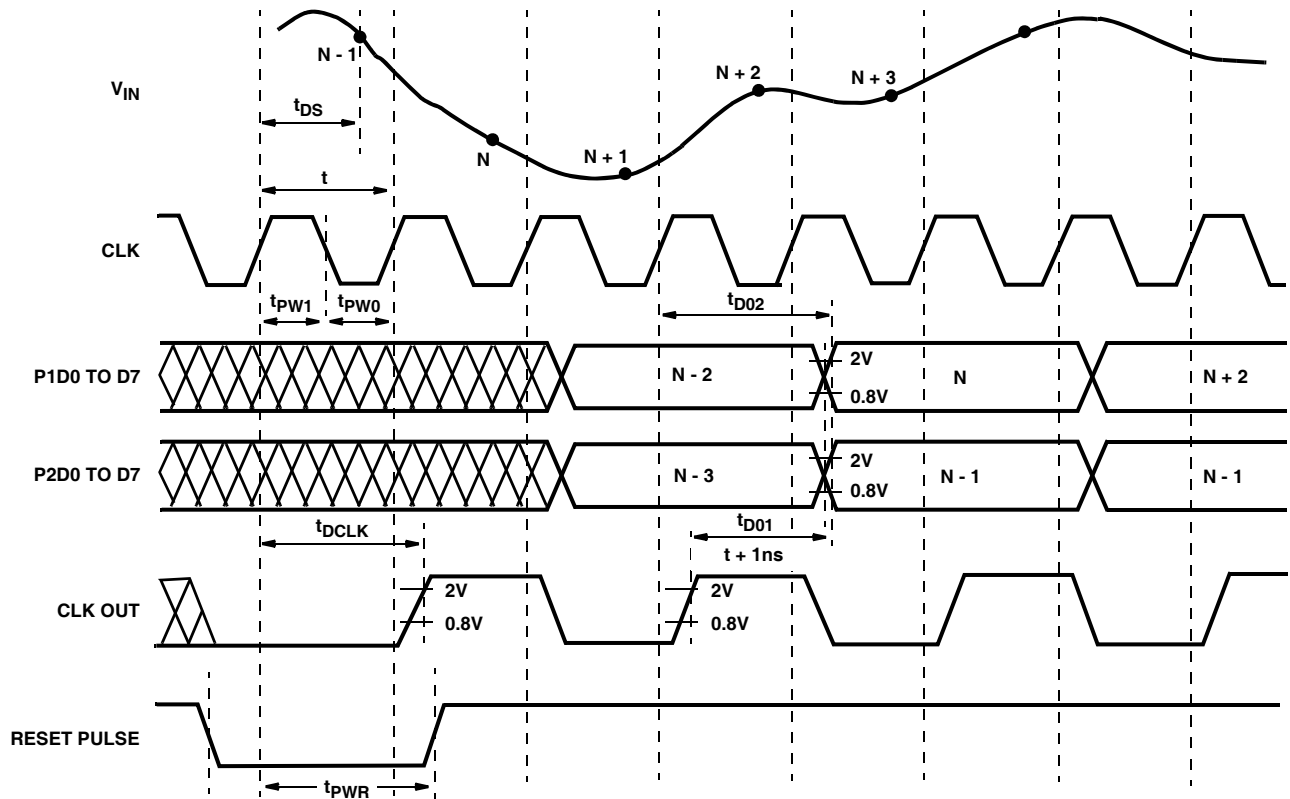 N - 1
V_IN
t_DS
N + 2
N + 3
N
N + 1
t
CLK
t_PW1
t_PW0
t_D02
P1D0 TO D7
N - 2
2V
0.8V
N
N + 2
P2D0 TO D7
N - 3
2V
0.8V
N - 1
N - 1
t_DCLK
t_D01
t + 1ns
CLK OUT
2V
0.8V
2V
0.8V
RESET PULSE
t_PWR